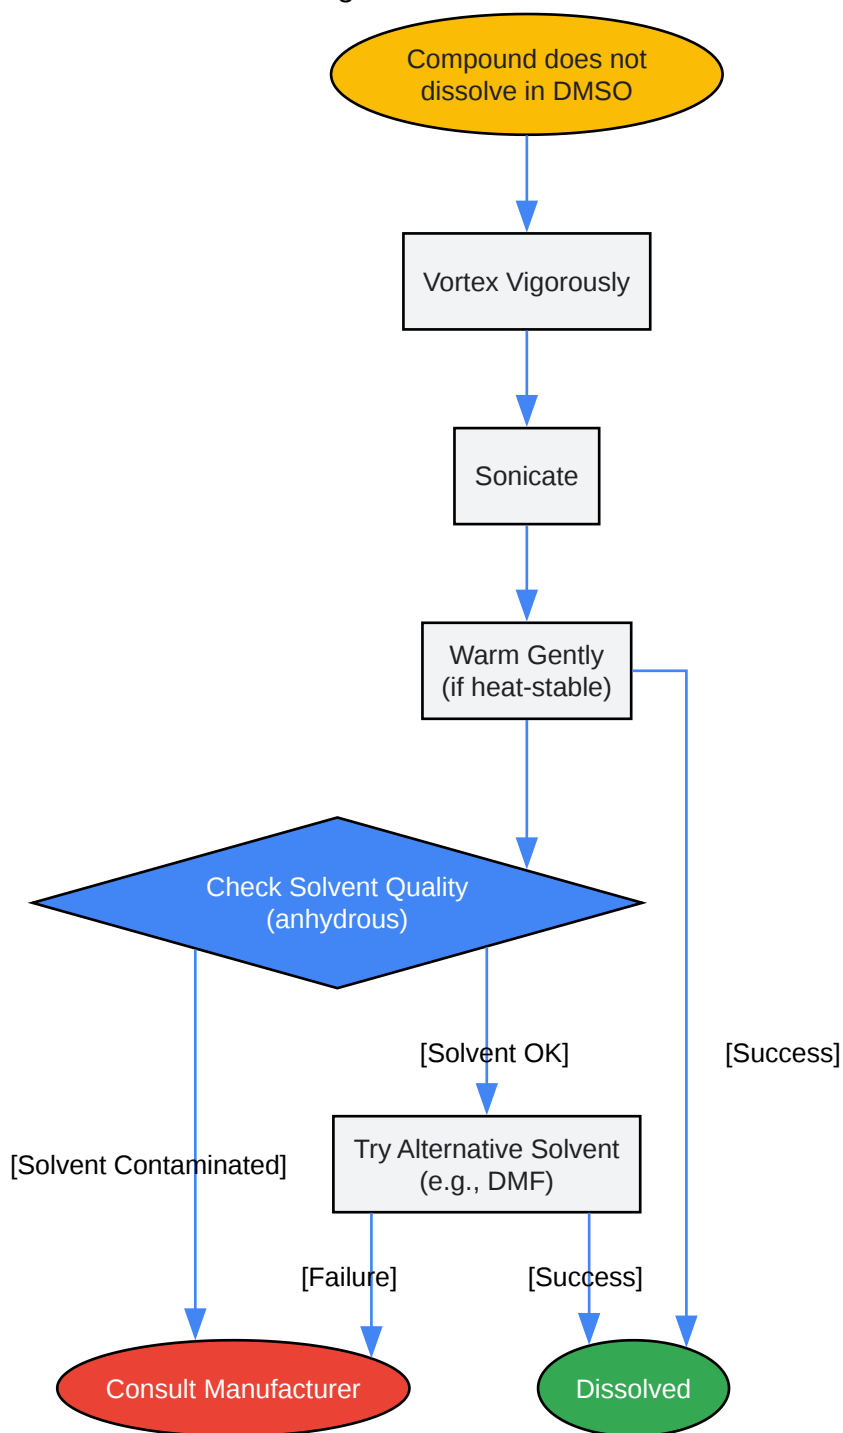 Compound does not
dissolve in DMSO
Vortex Vigorously
Sonicate
Warm Gently
(if heat-stable)
Check Solvent Quality
(anhydrous)
[Solvent OK]
[Success]
Try Alternative Solvent
(e.g., DMF)
[Solvent Contaminated]
[Failure]
[Success]
Consult Manufacturer
Dissolved